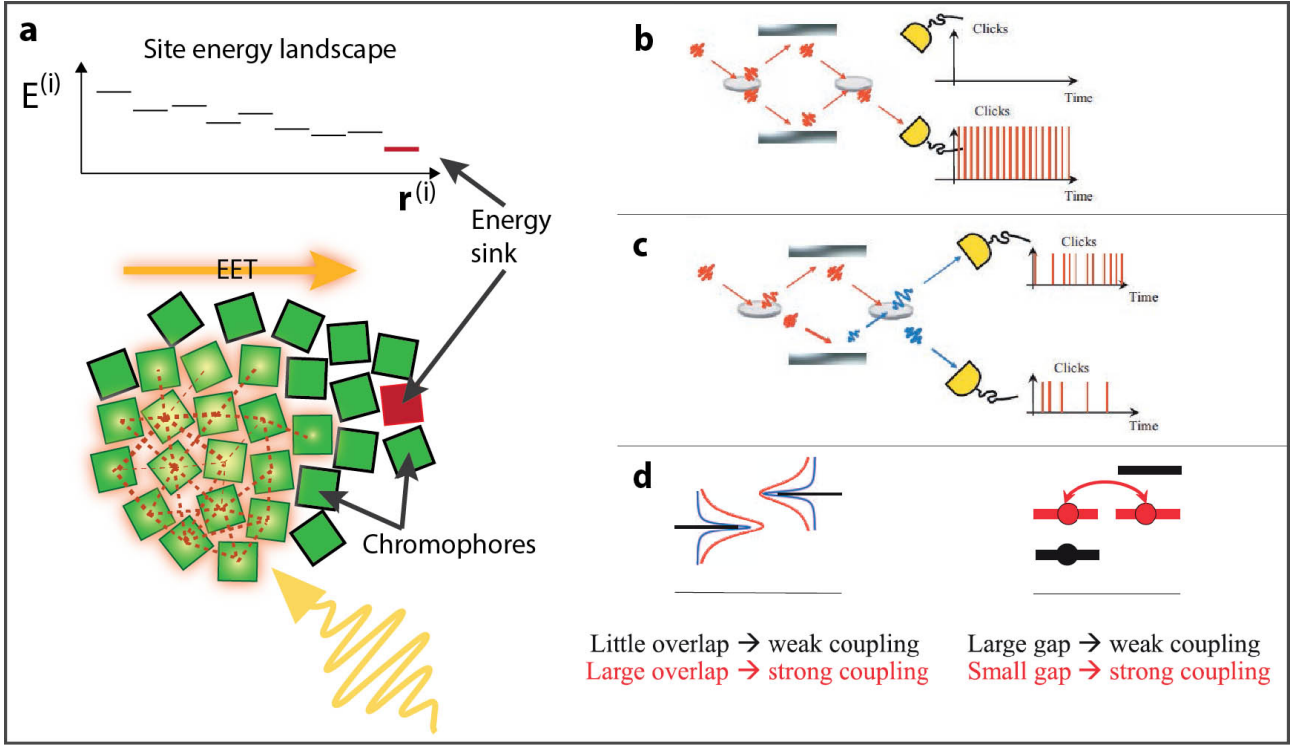 a
Site energy landscape
E(i)
r(i)
Energy
sink
EET
Chromophores
b
Clicks
Time
Clicks
Time
c
Clicks
Time
Clicks
Time
d
Little overlap → weak coupling
Large overlap → strong coupling
Large gap → weak coupling
Small gap → strong coupling